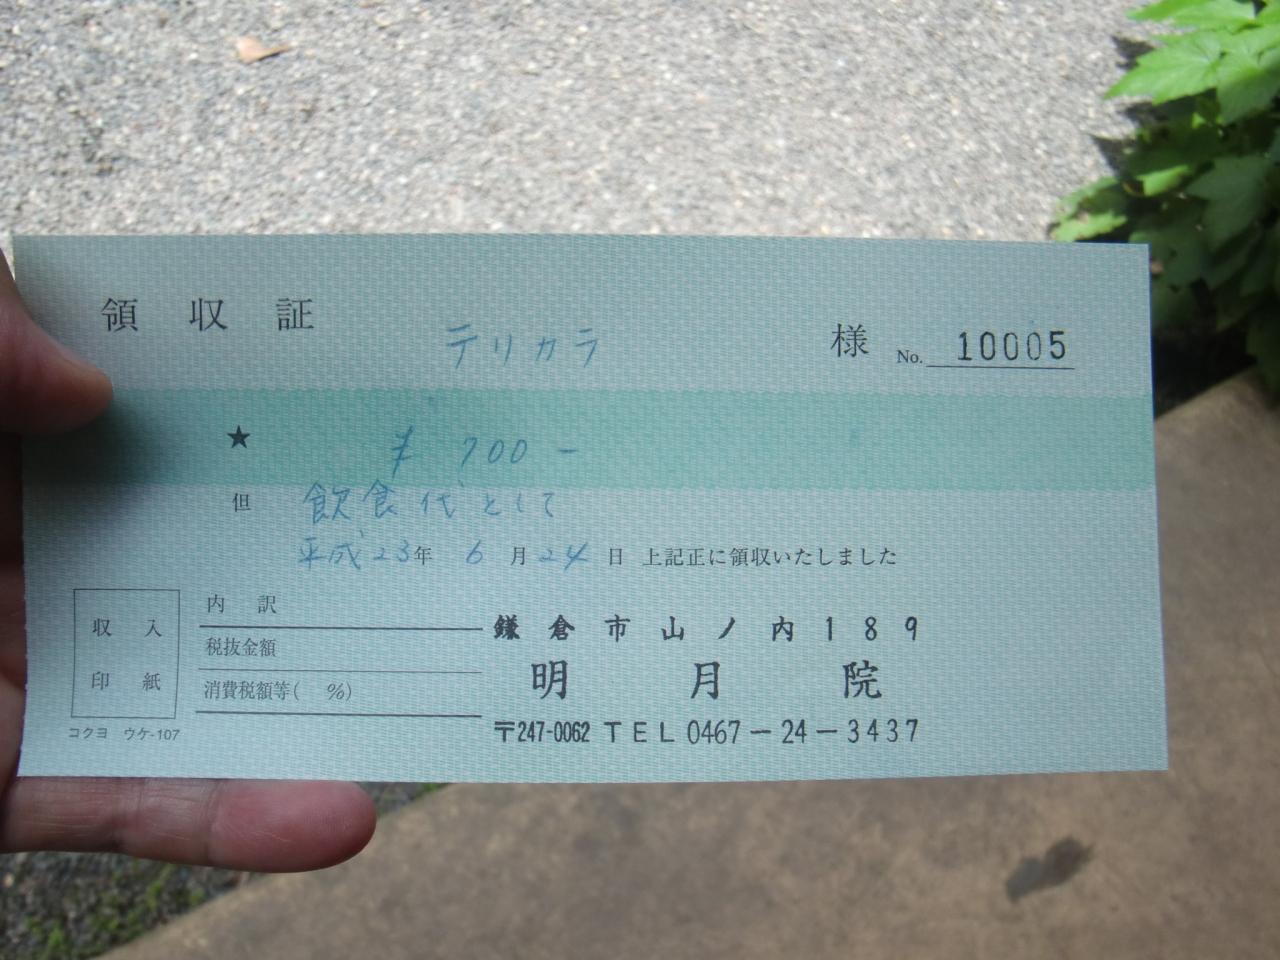 領収証
テリカラ 様 No. 10005
★ ¥ 700 -
但 飲食代として
平成23年 6月24日 上記正に領収いたしました
収入
印紙
内訳
税抜金額
消費税額等( %)
コクヨ ウケ-107
鎌倉市山ノ内189
明月院
〒247-0062 TEL 0467-24-3437